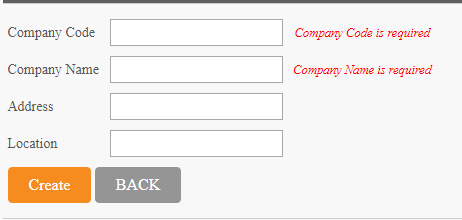 Company Code Company Code is required
Company Name Company Name is required
Address
Location
Create BACK